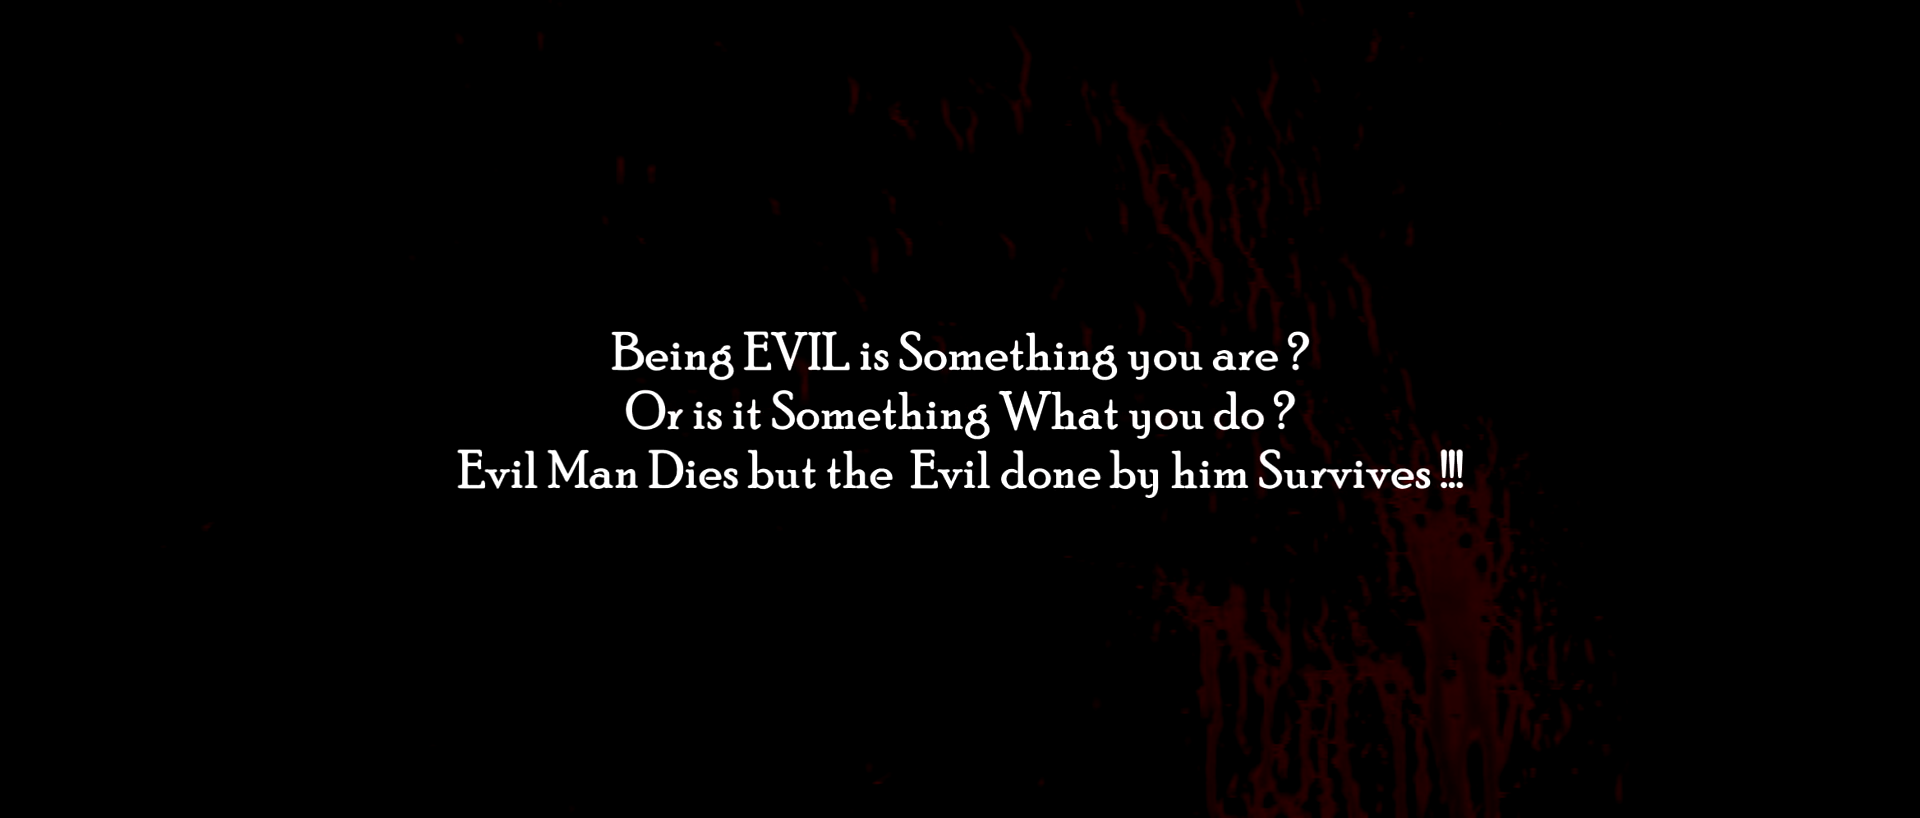 Being EVIL is Something you are ?
Or is it Something What you do ?
Evil Man Dies but the Evil done by him Survives !!!